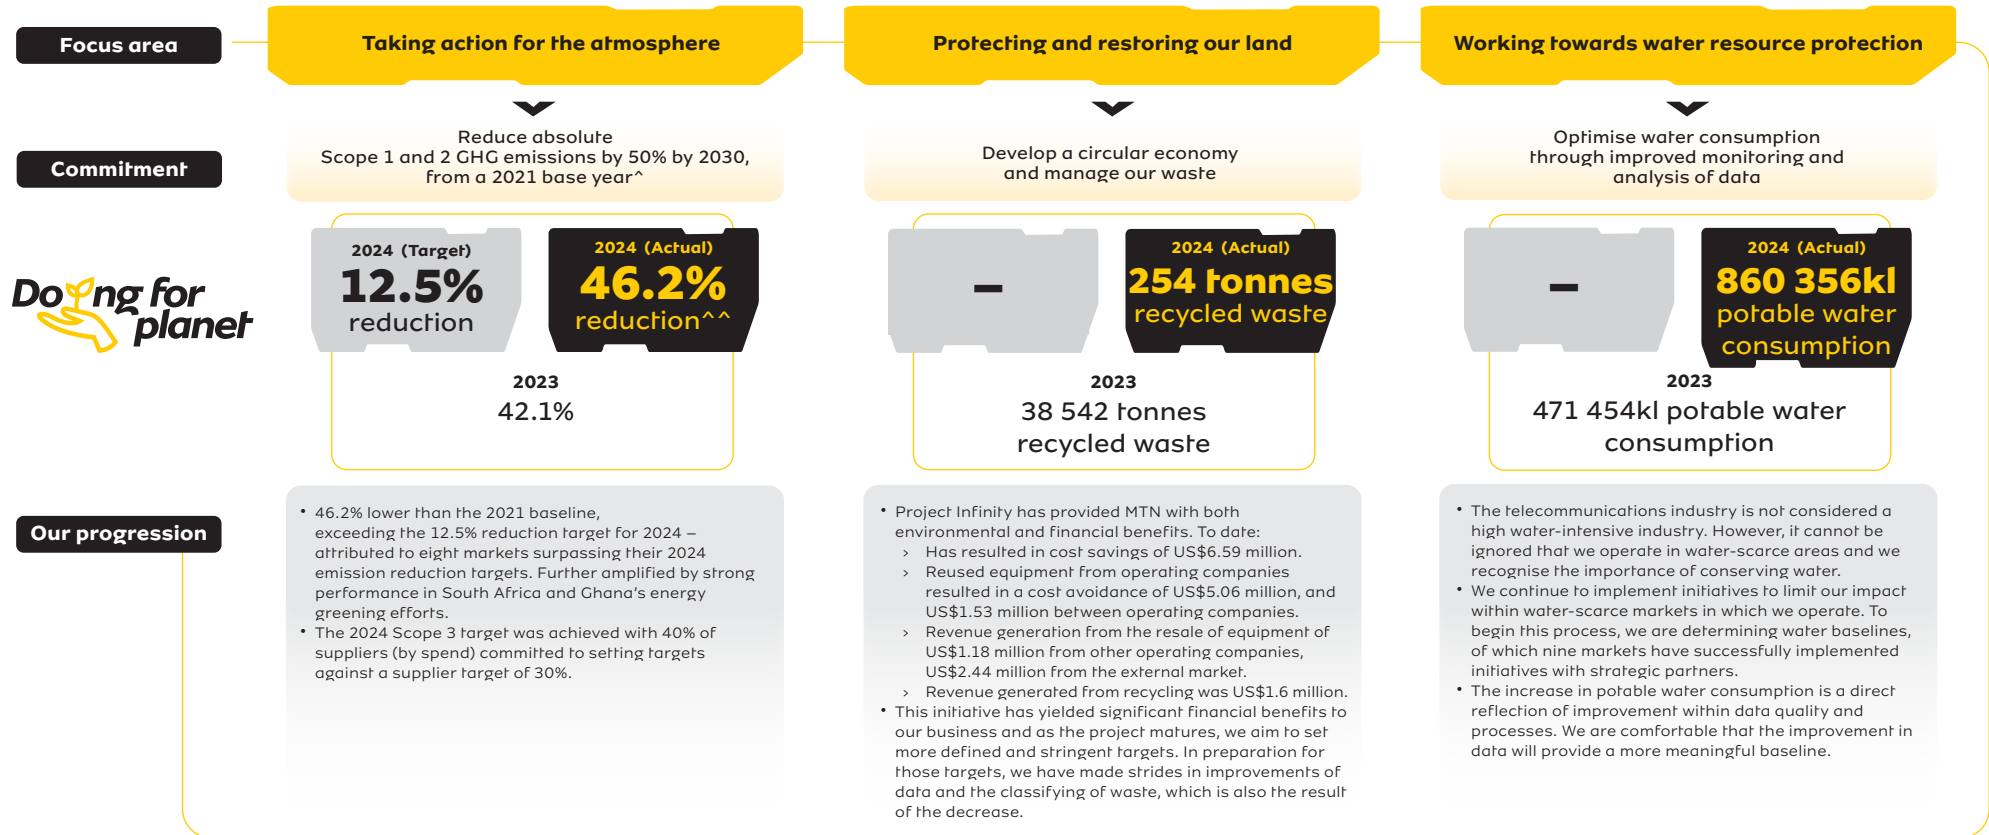 Focus area
Taking action for the atmosphere
Protecting and restoring our land
Working towards water resource protection
Commitment
Reduce absolute
Scope 1 and 2 GHG emissions by 50% by 2030,
from a 2021 base year^
Develop a circular economy
and manage our waste
Optimise water consumption
through improved monitoring and
analysis of data
Doing for
planet
2024 (Target)
12.5%
reduction
2024 (Actual)
46.2%
reduction^^
2023
42.1%
–
2024 (Actual)
254 tonnes
recycled waste
2023
38 542 tonnes
recycled waste
–
2024 (Actual)
860 356kl
potable water
consumption
2023
471 454kl potable water
consumption
Our progression
• 46.2% lower than the 2021 baseline,
exceeding the 12.5% reduction target for 2024 –
attributed to eight markets surpassing their 2024
emission reduction targets. Further amplified by strong
performance in South Africa and Ghana's energy
greening efforts.
• The 2024 Scope 3 target was achieved with 40% of
suppliers (by spend) committed to setting targets
against a supplier target of 30%.
• Project Infinity has provided MTN with both
environmental and financial benefits. To date:
› Has resulted in cost savings of US$6.59 million.
› Reused equipment from operating companies
resulted in a cost avoidance of US$5.06 million, and
US$1.53 million between operating companies.
› Revenue generation from the resale of equipment of
US$1.18 million from other operating companies,
US$2.44 million from the external market.
› Revenue generated from recycling was US$1.6 million.
• This initiative has yielded significant financial benefits to
our business and as the project matures, we aim to set
more defined and stringent targets. In preparation for
those targets, we have made strides in improvements of
data and the classifying of waste, which is also the result
of the decrease.
• The telecommunications industry is not considered a
high water-intensive industry. However, it cannot be
ignored that we operate in water-scarce areas and we
recognise the importance of conserving water.
• We continue to implement initiatives to limit our impact
within water-scarce markets in which we operate. To
begin this process, we are determining water baselines,
of which nine markets have successfully implemented
initiatives with strategic partners.
• The increase in potable water consumption is a direct
reflection of improvement within data quality and
processes. We are comfortable that the improvement in
data will provide a more meaningful baseline.